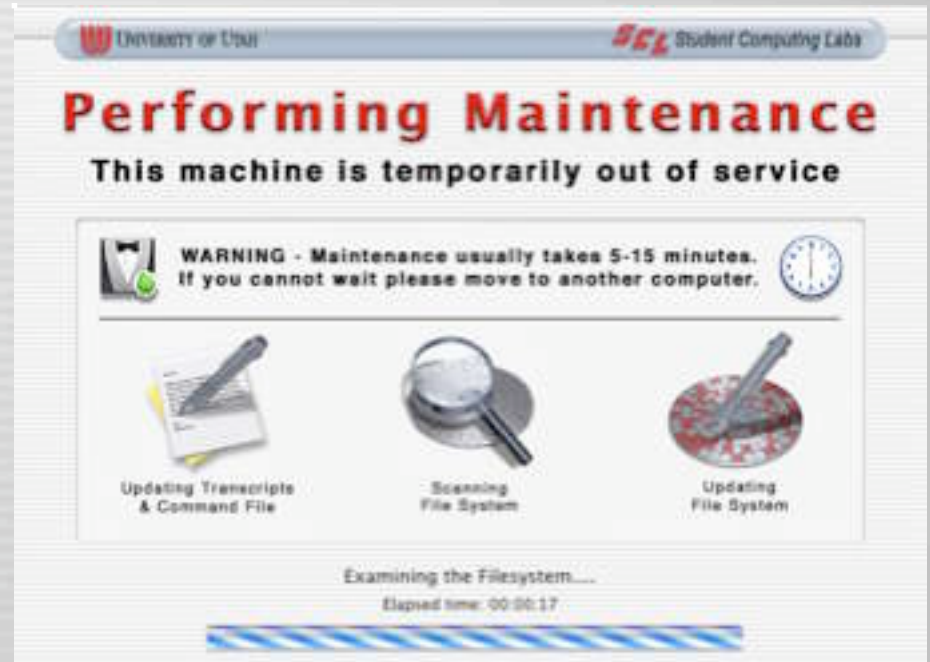 UNIVERSITY OF UTAH
SCL Student Computing Labs
Performing Maintenance
This machine is temporarily out of service
WARNING - Maintenance usually takes 5-15 minutes.
If you cannot wait please move to another computer.
Updating Transcripts
& Command File
Scanning
File System
Updating
File System
Examining the Filesystem....
Elapsed time: 00:00:17